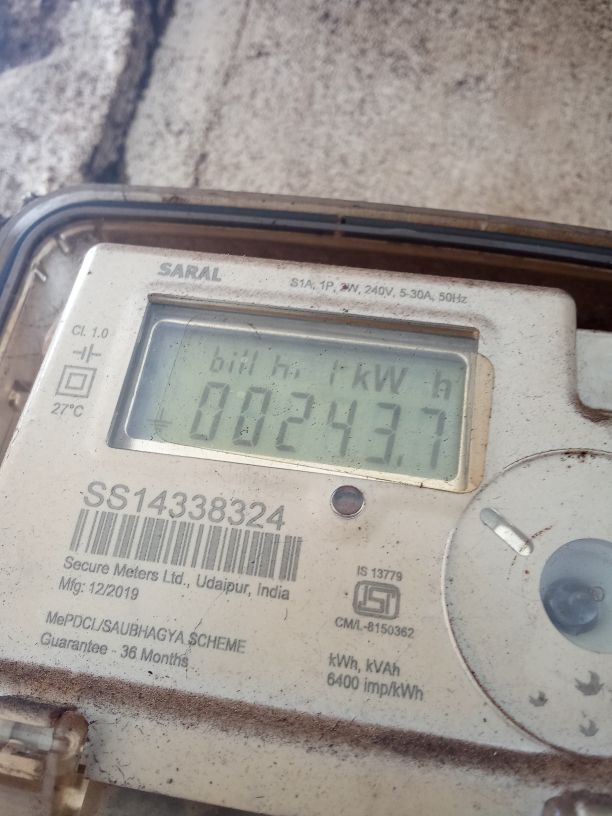 SARAL
S1A, 1P, 2W, 240V, 5-30A, 50Hz
Cl. 1.0
27°C
bill hi 1 kW h
00243.7
SS14338324
Secure Meters Ltd., Udaipur, India
Mfg: 12/2019
MePDCL/SAUBHAGYA SCHEME
Guarantee - 36 Months
IS 13779
ISI
CM/L-8150362
kWh, kVAh
6400 imp/kWh